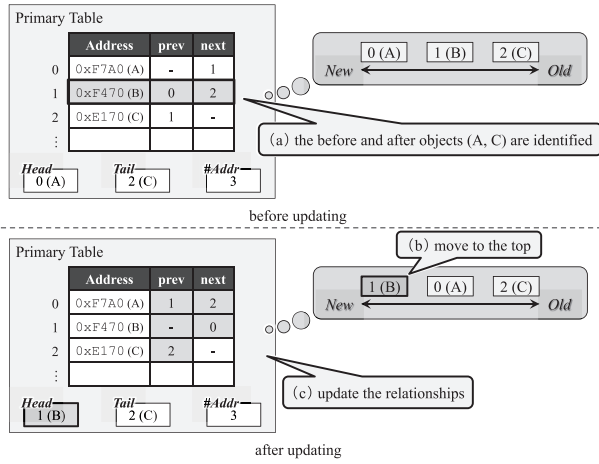 Primary Table
Address prev next
0 0xF7A0 (A) - 1
1 0xF470 (B) 0 2
2 0xE170 (C) 1 -
⋮
Head Tail #Addr
0 (A) 2 (C) 3
0 (A) 1 (B) 2 (C)
New Old
(a) the before and after objects (A, C) are identified
before updating
Primary Table
Address prev next
0 0xF7A0 (A) 1 2
1 0xF470 (B) - 0
2 0xE170 (C) 2 -
⋮
Head Tail #Addr
1 (B) 2 (C) 3
(b) move to the top
1 (B) 0 (A) 2 (C)
New Old
(c) update the relationships
after updating